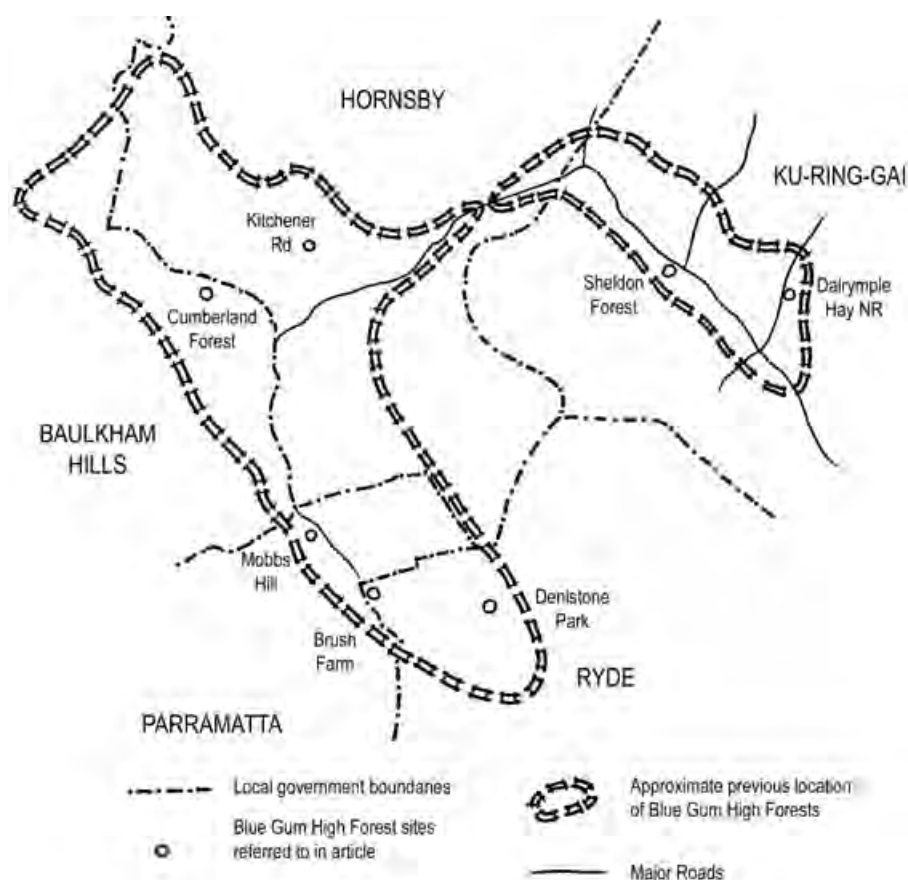 HORNSBY
KU-RING-GAI
Kitchener
Rd
Sheldon
Forest
Dalrymple
Hay NR
Cumberland
Forest
BAULKHAM
HILLS
Mobbs
Hill
Denistone
Park
Brush
Farm
RYDE
PARRAMATTA
Local government boundaries
Approximate previous location
of Blue Gum High Forests
Blue Gum High Forest sites
referred to in article
Major Roads